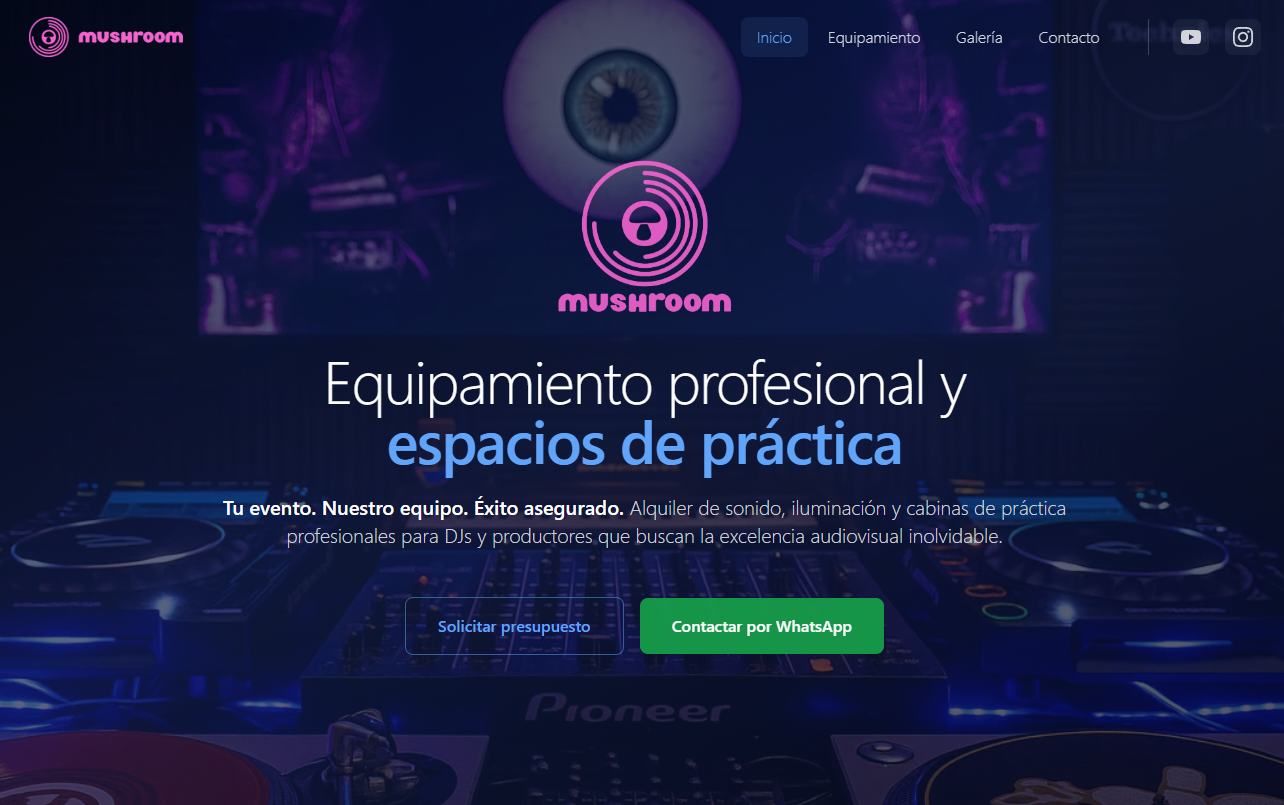 mushroom
Inicio
Equipamiento
Galería
Contacto
mushroom
Equipamiento profesional y
espacios de práctica
Tu evento. Nuestro equipo. Éxito asegurado. Alquiler de sonido, iluminación y cabinas de práctica
profesionales para DJs y productores que buscan la excelencia audiovisual inolvidable.
Solicitar presupuesto
Contactar por WhatsApp
Pioneer